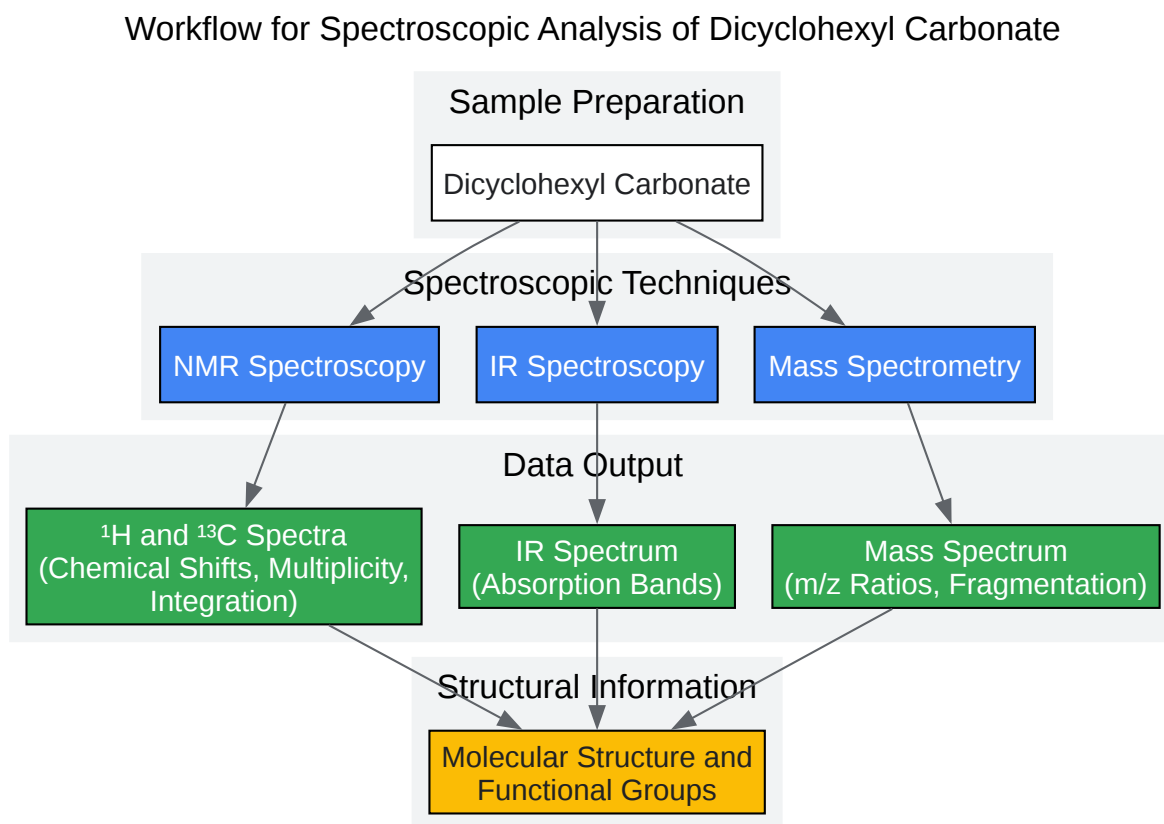 Workflow for Spectroscopic Analysis of Dicyclohexyl Carbonate
Sample Preparation
Dicyclohexyl Carbonate
Spectroscopic Techniques
NMR Spectroscopy
IR Spectroscopy
Mass Spectrometry
Data Output
¹H and ¹³C Spectra
(Chemical Shifts, Multiplicity,
Integration)
IR Spectrum
(Absorption Bands)
Mass Spectrum
(m/z Ratios, Fragmentation)
Structural Information
Molecular Structure and
Functional Groups